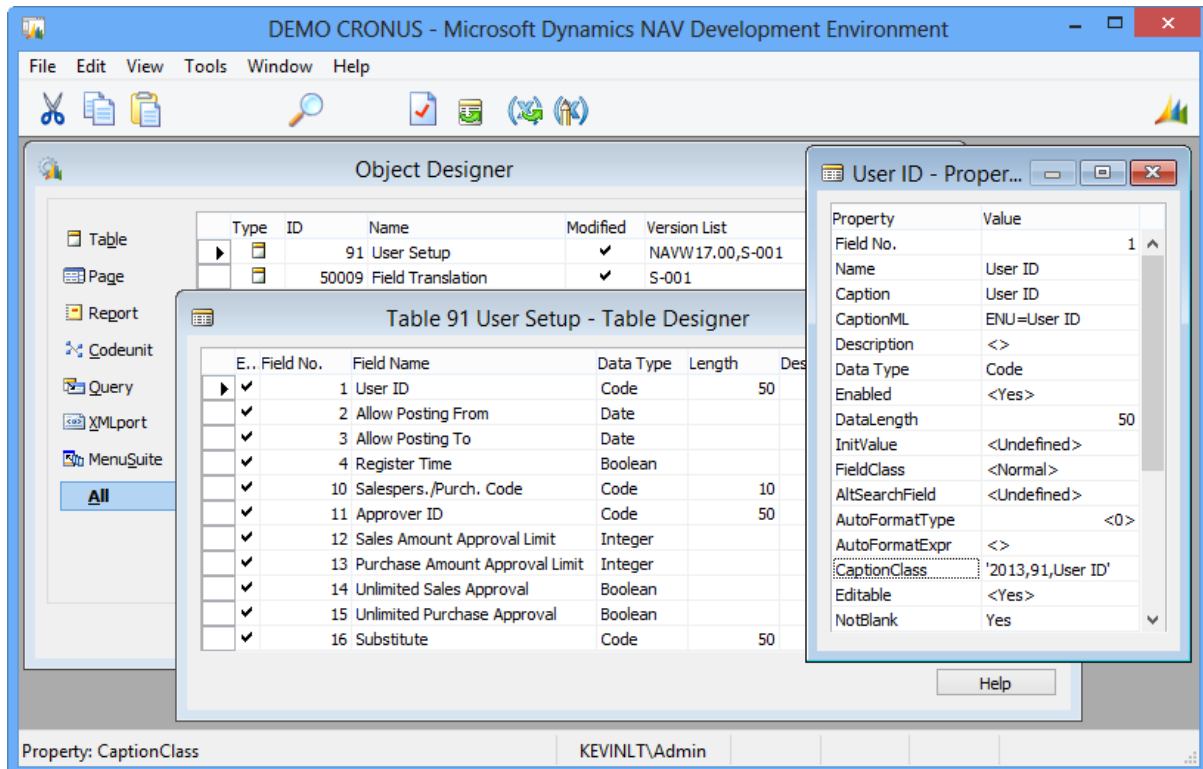 DEMO CRONUS - Microsoft Dynamics NAV Development Environment
File Edit View Tools Window Help
Object Designer
Table
Page
Report
Codeunit
Query
XMLport
MenuSuite
All
Type ID Name Modified Version List
91 User Setup NAVW17.00,S-001
50009 Field Translation S-001
Table 91 User Setup - Table Designer
E.. Field No. Field Name Data Type Length Des
1 User ID Code 50
2 Allow Posting From Date
3 Allow Posting To Date
4 Register Time Boolean
10 Salespers./Purch. Code Code 10
11 Approver ID Code 50
12 Sales Amount Approval Limit Integer
13 Purchase Amount Approval Limit Integer
14 Unlimited Sales Approval Boolean
15 Unlimited Purchase Approval Boolean
16 Substitute Code 50
Help
User ID - Proper...
Property Value
Field No. 1
Name User ID
Caption User ID
CaptionML ENU=User ID
Description <>
Data Type Code
Enabled <Yes>
DataLength 50
InitValue <Undefined>
FieldClass <Normal>
AltSearchField <Undefined>
AutoFormatType <0>
AutoFormatExpr <>
CaptionClass '2013,91,User ID'
Editable <Yes>
NotBlank Yes
Property: CaptionClass KEVINLT\Admin